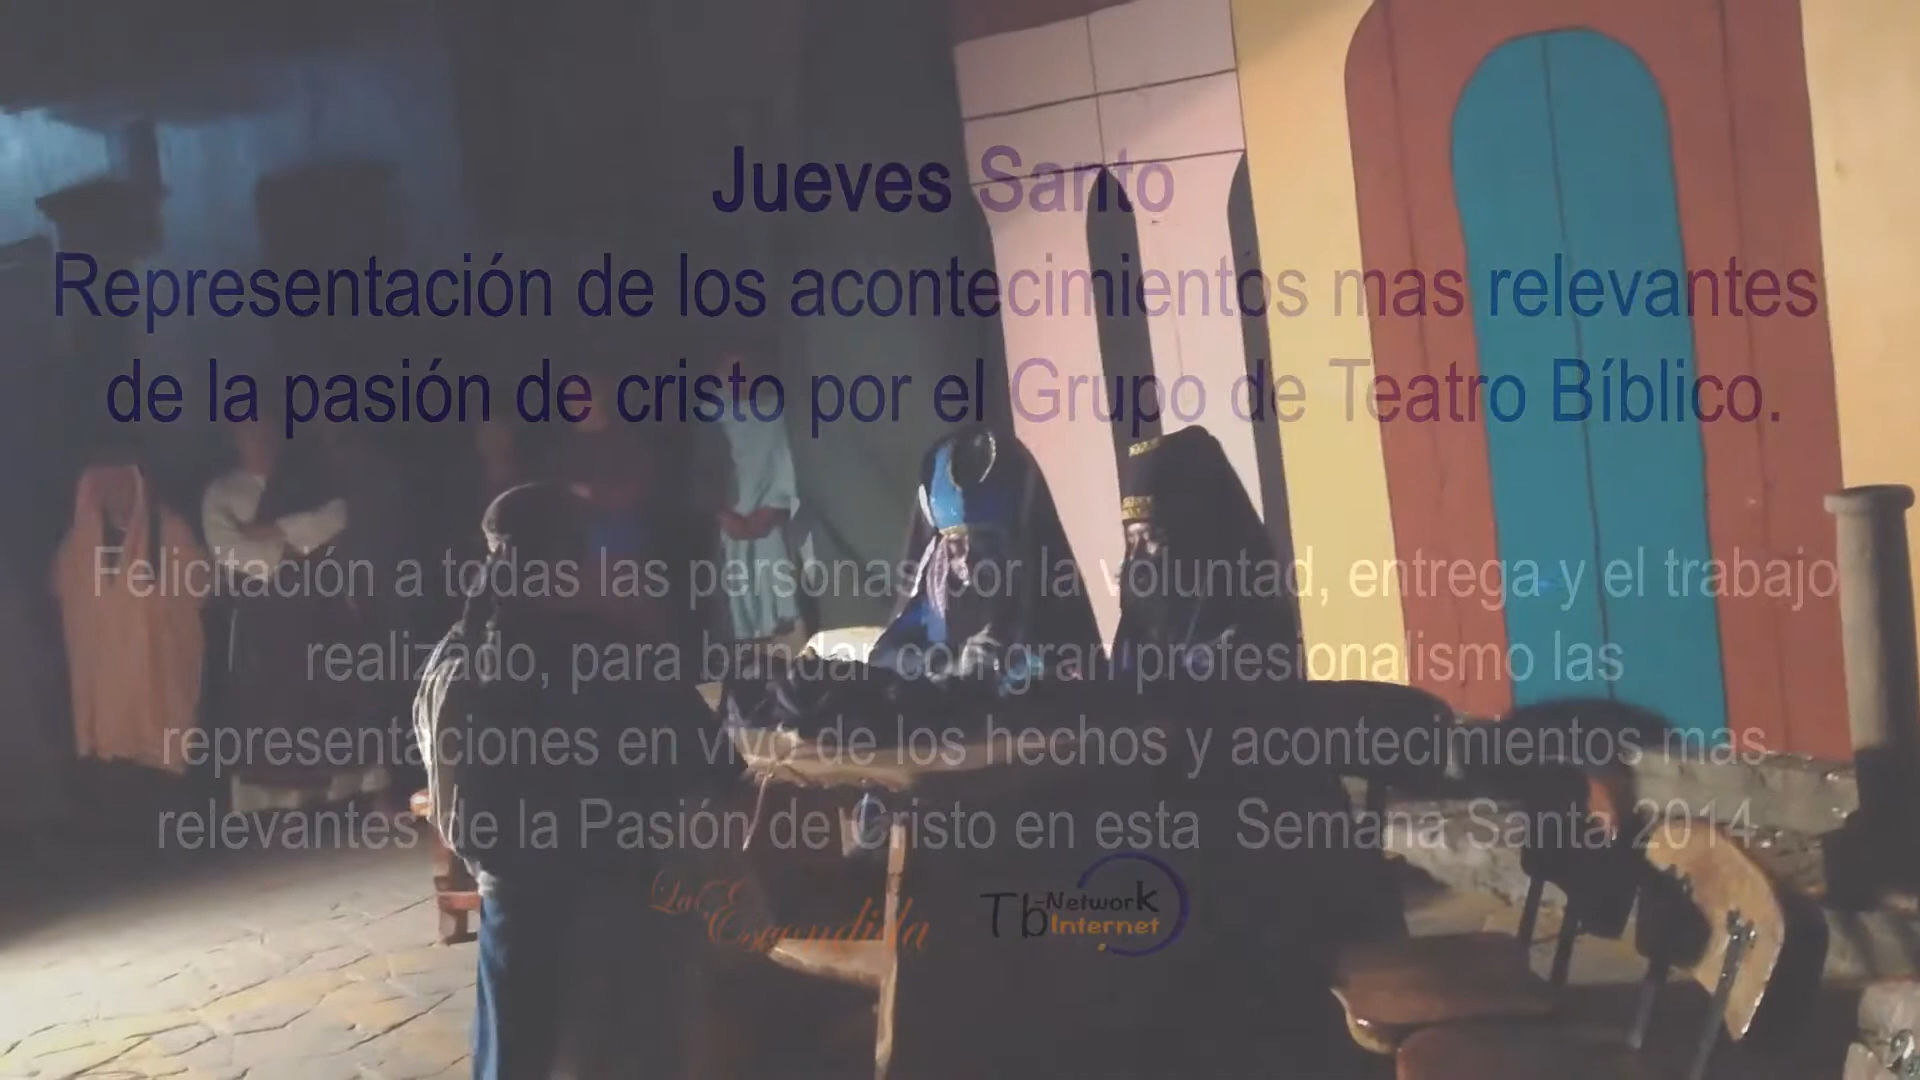 Jueves Santo
Representación de los acontecimientos mas relevantes
de la pasión de cristo por el Grupo de Teatro Bíblico.
Felicitación a todas las personas por la voluntad, entrega y el trabajo
realizado, para brindar con gran profesionalismo las
representaciones en vivo de los hechos y acontecimientos mas
relevantes de la Pasión de Cristo en esta Semana Santa 2014.
La Escondida
Tb-Network
Internet